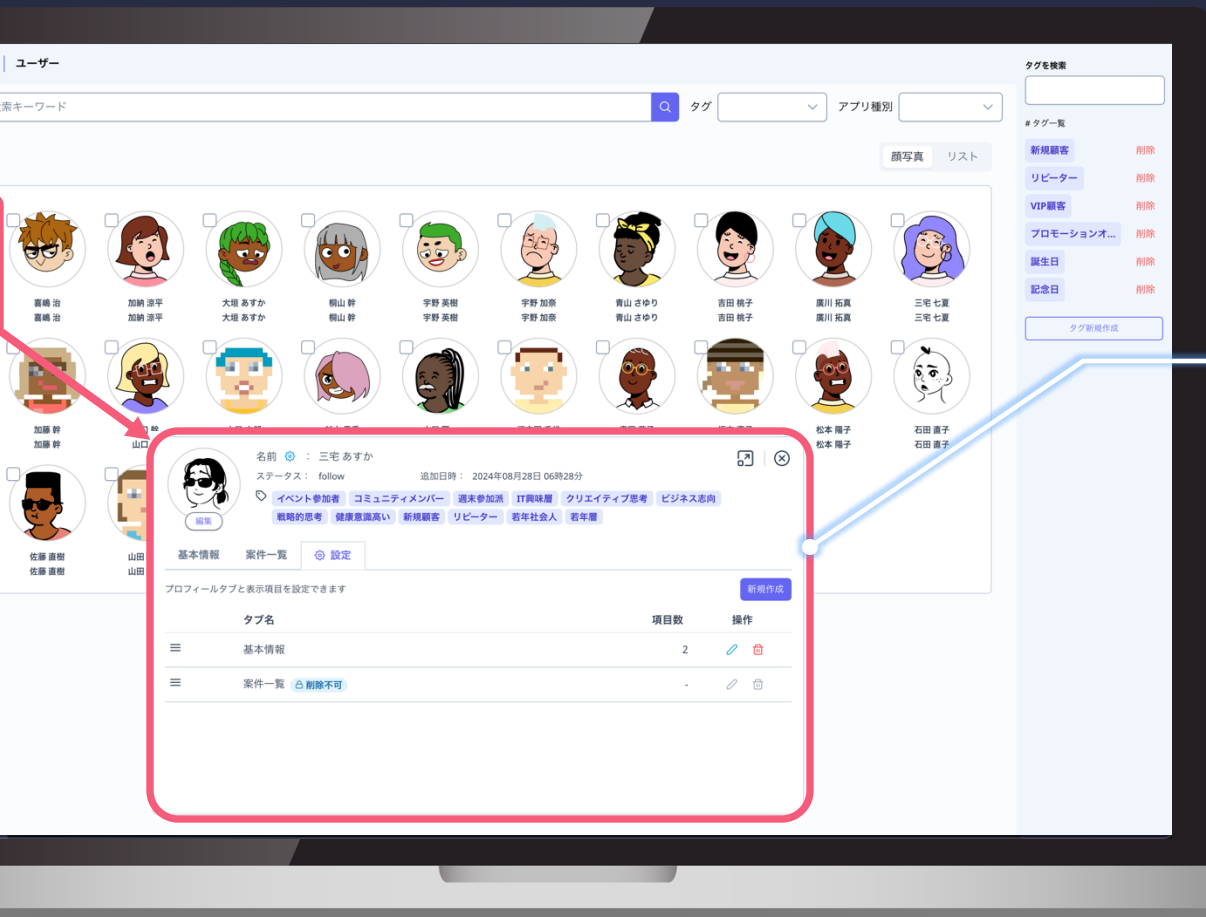 ユーザー
タグを検索
索キーワード
タグ
アプリ種別
# タグ一覧
新規顧客 削除
リピーター 削除
VIP顧客 削除
プロモーションオ... 削除
誕生日 削除
記念日 削除
タグ新規作成
顔写真 リスト
喜嶋 治 加納 涼平 大垣 あすか 桐山 幹 宇野 英樹 宇野 加奈 青山 さゆり 吉田 桃子 廣川 拓真 三宅 七夏
喜嶋 治 加納 涼平 大垣 あすか 桐山 幹 宇野 英樹 宇野 加奈 青山 さゆり 吉田 桃子 廣川 拓真 三宅 七夏
加藤 幹 松本 陽子 石田 直子
加藤 幹 山口 松本 陽子 石田 直子
佐藤 直樹 山田
佐藤 直樹 山田
名前 : 三宅 あすか
ステータス: follow 追加日時: 2024年08月28日 06時28分
イベント参加者 コミュニティメンバー 週末参加派 IT興味層 クリエイティブ思考 ビジネス志向
戦略的思考 健康意識高い 新規顧客 リピーター 若年社会人 若年層
編集
基本情報 案件一覧 設定
プロフィールタブと表示項目を設定できます 新規作成
タブ名 項目数 操作
基本情報 2
案件一覧 削除不可 -